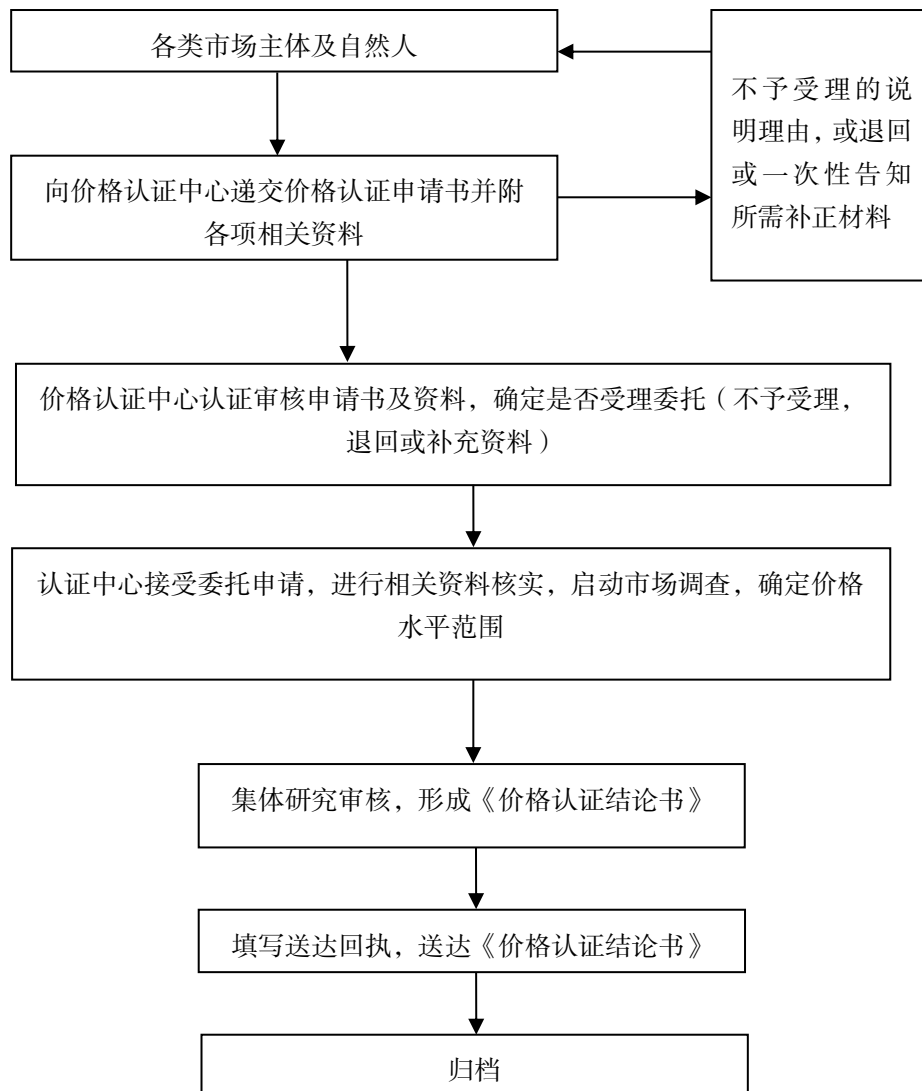 各类市场主体及自然人
不予受理的说
明理由，或退回
或一次性告知
所需补正材料
向价格认证中心递交价格认证申请书并附
各项相关资料
价格认证中心认证审核申请书及资料，确定是否受理委托（不予受理，
退回或补充资料）
认证中心接受委托申请，进行相关资料核实，启动市场调查，确定价格
水平范围
集体研究审核，形成《价格认证结论书》
填写送达回执，送达《价格认证结论书》
归档